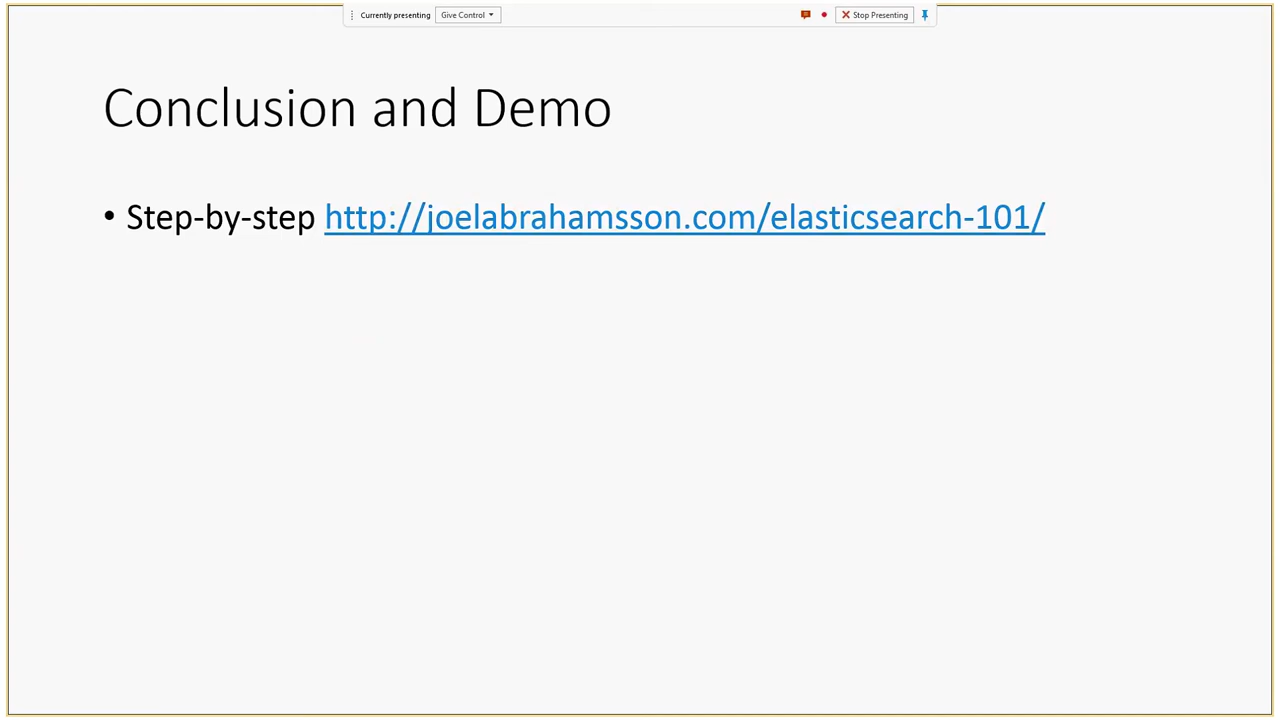 Currently presenting Give Control Stop Presenting
Conclusion and Demo
• Step-by-step http://joelabrahamsson.com/elasticsearch-101/